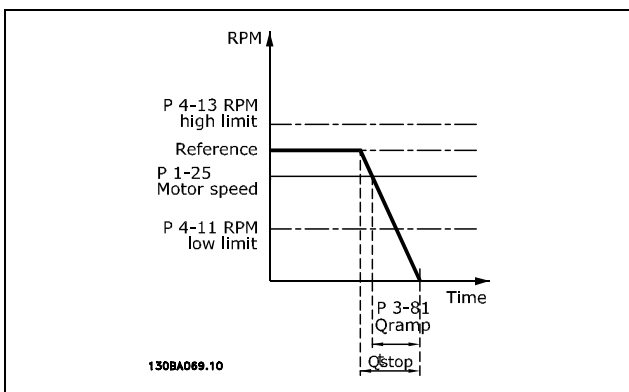 RPM
P 4-13 RPM
high limit
Reference
P 1-25
Motor speed
P 4-11 RPM
low limit
Time
P 3-81
Qramp
Qstop
130BA069.10